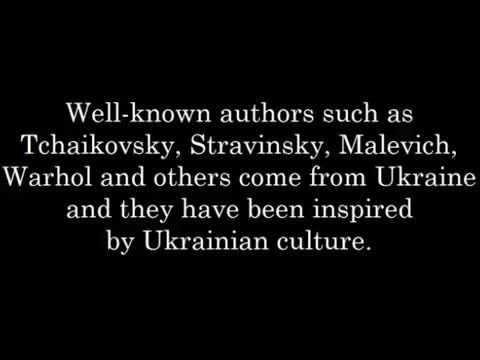 Well-known authors such as
Tchaikovsky, Stravinsky, Malevich,
Warhol and others come from Ukraine
and they have been inspired
by Ukrainian culture.